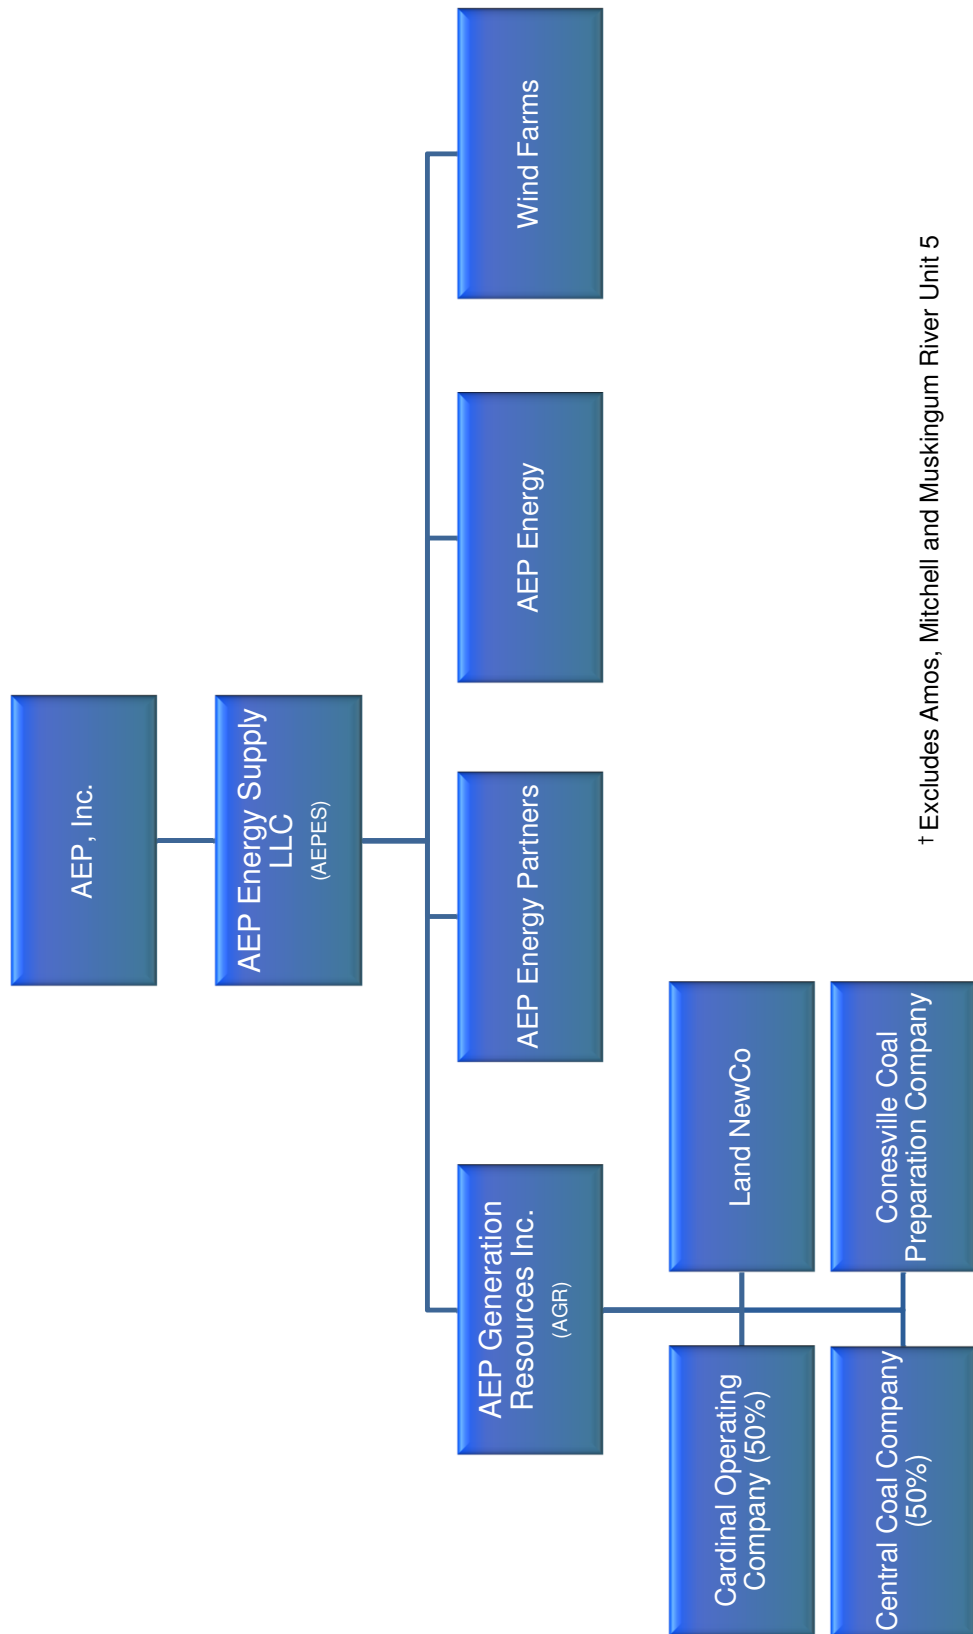 AEP, Inc.
AEP Energy Supply
LLC
(AEPES)
AEP Generation
Resources Inc.
(AGR)
AEP Energy Partners
AEP Energy
Wind Farms
Cardinal Operating
Company (50%)
Land NewCo
Central Coal Company
(50%)
Conesville Coal
Preparation Company
† Excludes Amos, Mitchell and Muskingum River Unit 5